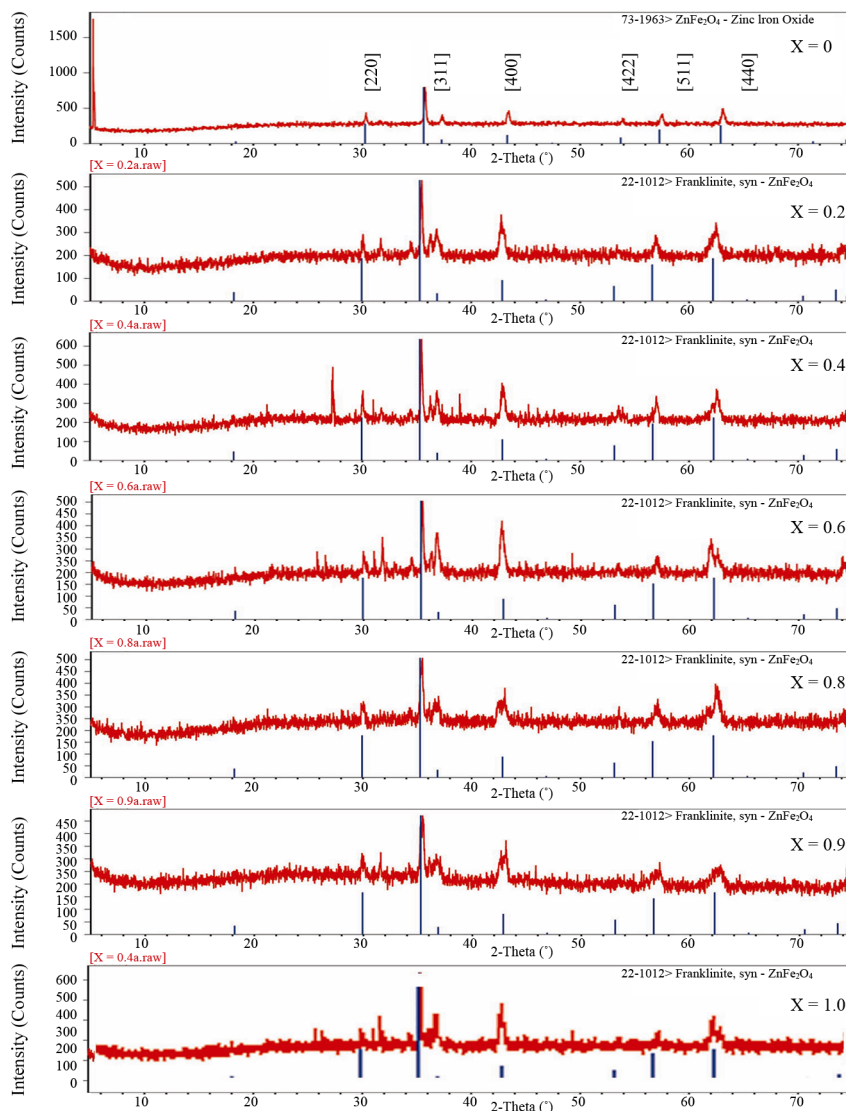 73-1963> ZnFe₂O₄ - Zinc Iron Oxide
X = 0
[220] [311] [400] [422] [511] [440]
Intensity (Counts)
1500
1000
500
0
10 20 30 40 50 60 70
2-Theta (°)
[X = 0.2a.raw]
22-1012> Franklinite, syn - ZnFe₂O₄
X = 0.2
Intensity (Counts)
500
400
300
200
100
0
10 20 30 40 50 60 70
2-Theta (°)
[X = 0.4a.raw]
22-1012> Franklinite, syn - ZnFe₂O₄
X = 0.4
Intensity (Counts)
600
500
400
300
200
100
0
10 20 30 40 50 60 70
2-Theta (°)
[X = 0.6a.raw]
22-1012> Franklinite, syn - ZnFe₂O₄
X = 0.6
Intensity (Counts)
500
450
400
350
300
250
200
150
100
50
0
10 20 30 40 50 60 70
2-Theta (°)
[X = 0.8a.raw]
22-1012> Franklinite, syn - ZnFe₂O₄
X = 0.8
Intensity (Counts)
500
450
400
350
300
250
200
150
100
50
0
10 20 30 40 50 60 70
2-Theta (°)
[X = 0.9a.raw]
22-1012> Franklinite, syn - ZnFe₂O₄
X = 0.9
Intensity (Counts)
450
400
350
300
250
200
150
100
50
0
10 20 30 40 50 60 70
2-Theta (°)
[X = 0.4a.raw]
22-1012> Franklinite, syn - ZnFe₂O₄
X = 1.0
Intensity (Counts)
600
500
400
300
200
100
0
10 20 30 40 50 60 70
2-Theta (°)